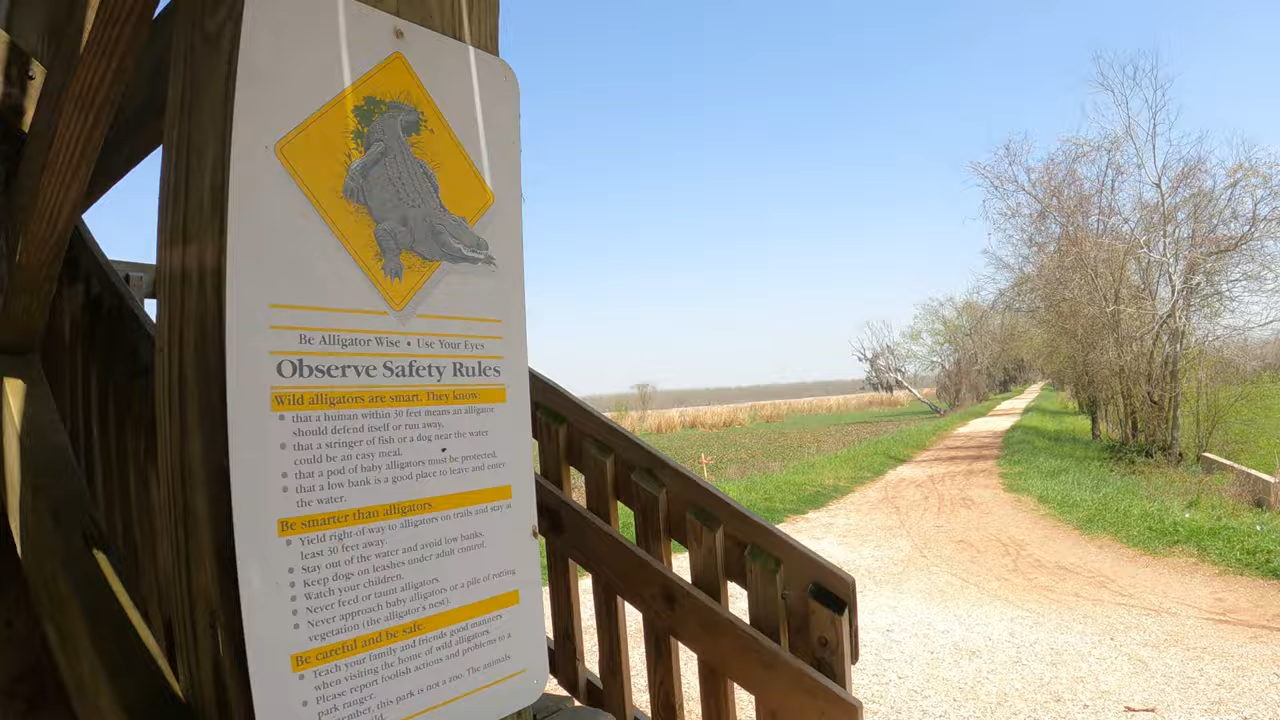 Be Alligator Wise • Use Your Eyes
Observe Safety Rules
Wild alligators are smart. They know:
• that a human within 30 feet means an alligator
should defend itself or run away.
• that a stringer of fish or a dog near the water
could be an easy meal.
• that a pod of baby alligators must be protected.
• that a low bank is a good place to leave and enter
the water.
Be smarter than alligators.
• Yield right-of-way to alligators on trails and stay at
least 30 feet away.
• Stay out of the water and avoid low banks.
• Keep dogs on leashes under adult control.
• Watch your children.
• Never feed or taunt alligators.
• Never approach baby alligators or a pile of rotting
vegetation (the alligator's nest).
Be careful and be safe.
• Teach your family and friends good manners
when visiting the home of wild alligators.
• Please report foolish actions and problems to a
park ranger.
• this park is not a zoo. The animals